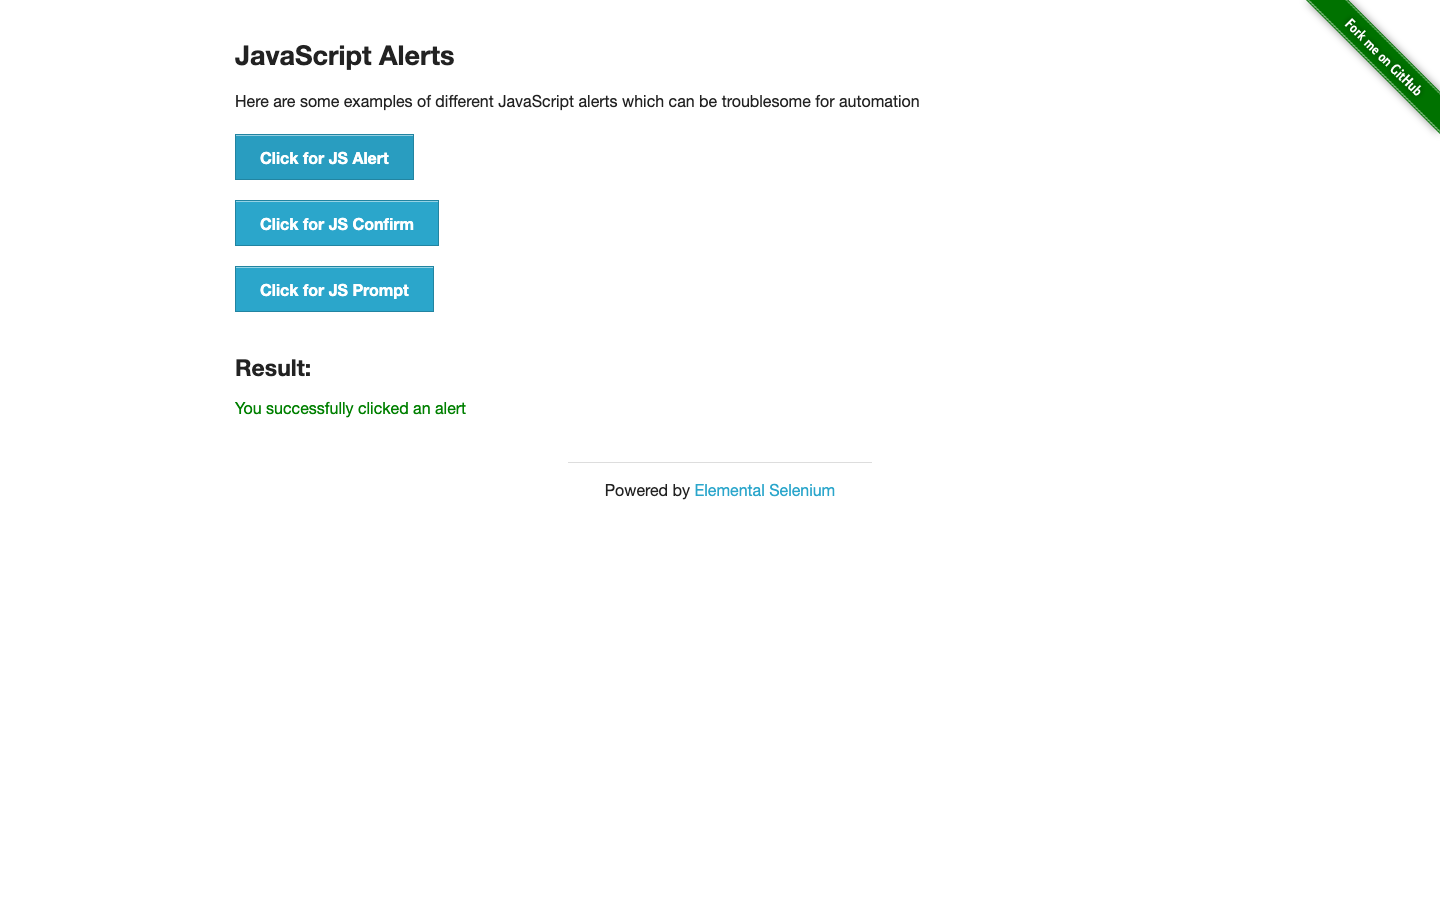 JavaScript Alerts
Fork me on GitHub
Here are some examples of different JavaScript alerts which can be troublesome for automation
Click for JS Alert
Click for JS Confirm
Click for JS Prompt
Result:
You successfully clicked an alert
Powered by Elemental Selenium